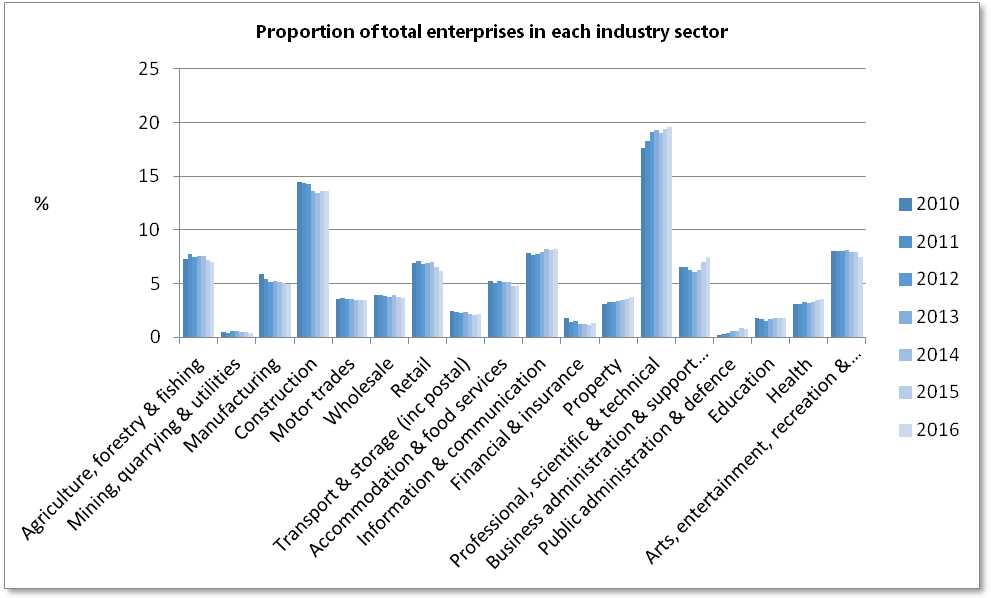 Proportion of total enterprises in each industry sector
25
20
15
10
5
0
%
Agriculture, forestry & fishing
Mining, quarrying & utilities
Manufacturing
Construction
Motor trades
Wholesale
Retail
Transport & storage (inc postal)
Accommodation & food services
Information & communication
Financial & insurance
Property
Professional, scientific & technical
Business administration & support...
Public administration & defence
Education
Health
Arts, entertainment, recreation &...
2010
2011
2012
2013
2014
2015
2016